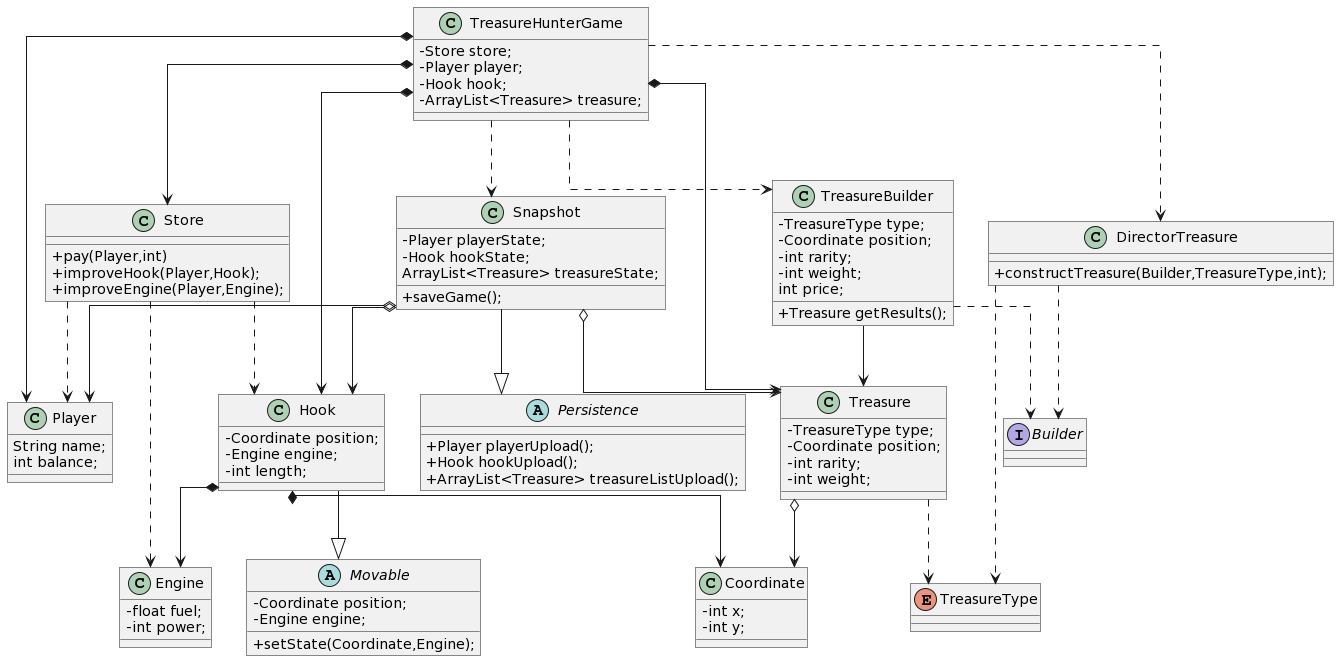 C TreasureHunterGame
-Store store;
-Player player;
-Hook hook;
-ArrayList<Treasure> treasure;
C TreasureBuilder
-TreasureType type;
-Coordinate position;
-int rarity;
-int weight;
int price;
+Treasure getResults();
C Snapshot
-Player playerState;
-Hook hookState;
ArrayList<Treasure> treasureState;
+saveGame();
C Store
+pay(Player,int)
+improveHook(Player,Hook);
+improveEngine(Player,Engine);
C DirectorTreasure
+constructTreasure(Builder,TreasureType,int);
C Player
String name;
int balance;
C Hook
-Coordinate position;
-Engine engine;
-int length;
A Persistence
+Player playerUpload();
+Hook hookUpload();
+ArrayList<Treasure> treasureListUpload();
C Treasure
-TreasureType type;
-Coordinate position;
-int rarity;
-int weight;
I Builder
C Engine
-float fuel;
-int power;
A Movable
-Coordinate position;
-Engine engine;
+setState(Coordinate,Engine);
C Coordinate
-int x;
-int y;
E TreasureType